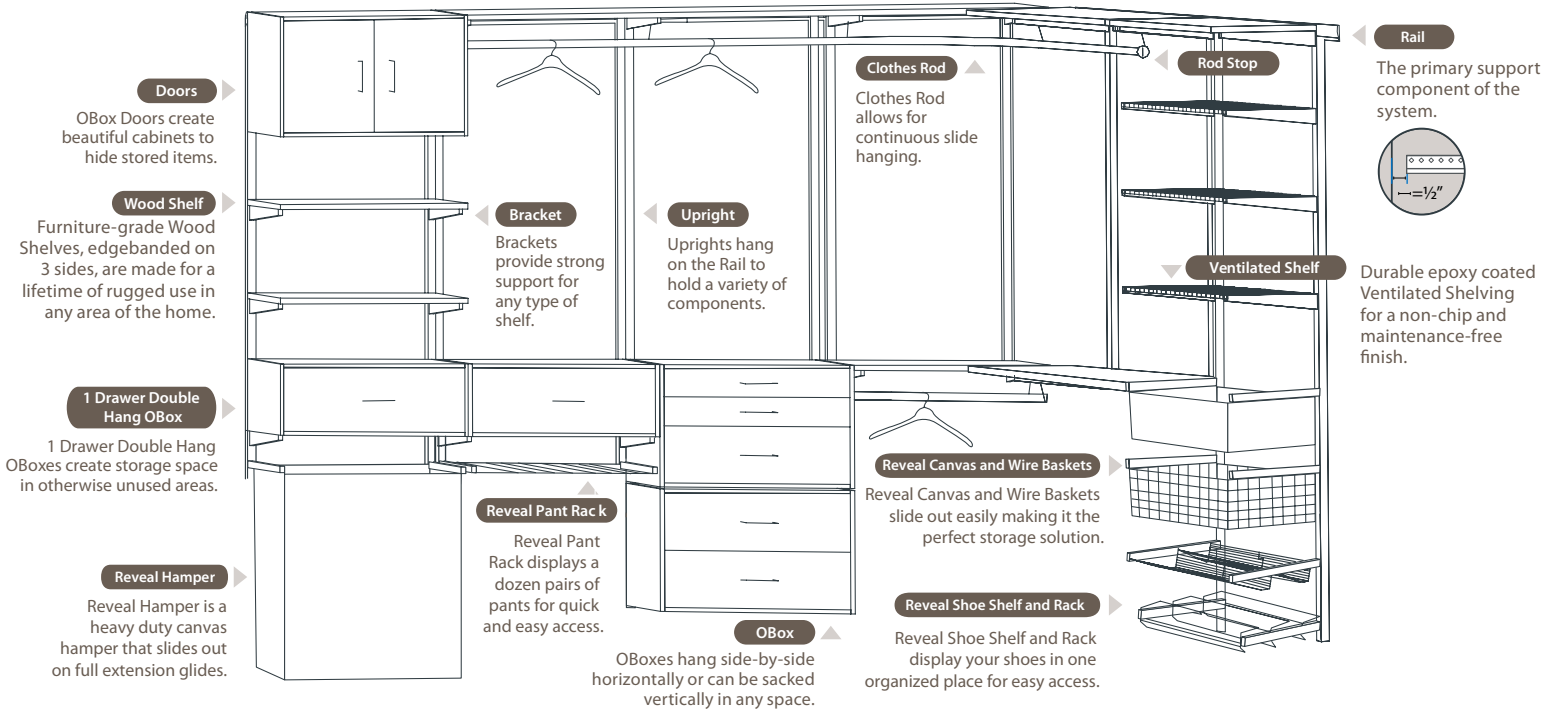 Doors
OBox Doors create
beautiful cabinets to
hide stored items.
Wood Shelf
Furniture-grade Wood
Shelves, edgebanded on
3 sides, are made for a
lifetime of rugged use in
any area of the home.
1 Drawer Double
Hang OBox
1 Drawer Double Hang
OBoxes create storage space
in otherwise unused areas.
Reveal Hamper
Reveal Hamper is a
heavy duty canvas
hamper that slides out
on full extension glides.
Bracket
Brackets
provide strong
support for
any type of
shelf.
Reveal Pant Rack
Reveal Pant
Rack displays a
dozen pairs of
pants for quick
and easy access.
Upright
Uprights hang
on the Rail to
hold a variety of
components.
OBox
OBoxes hang side-by-side
horizontally or can be sacked
vertically in any space.
Clothes Rod
Clothes Rod
allows for
continuous slide
hanging.
Reveal Canvas and Wire Baskets
Reveal Canvas and Wire Baskets
slide out easily making it the
perfect storage solution.
Reveal Shoe Shelf and Rack
Reveal Shoe Shelf and Rack
display your shoes in one
organized place for easy access.
Rod Stop
Rail
The primary support
component of the
system.
=½"
Ventilated Shelf
Durable epoxy coated
Ventilated Shelving
for a non-chip and
maintenance-free
finish.